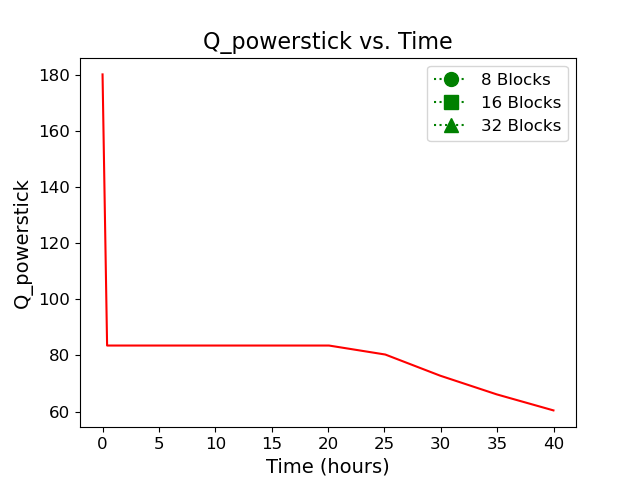 Q_powerstick vs. Time
8 Blocks
16 Blocks
32 Blocks
180
160
140
120
100
80
60
Q_powerstick
0 5 10 15 20 25 30 35 40
Time (hours)